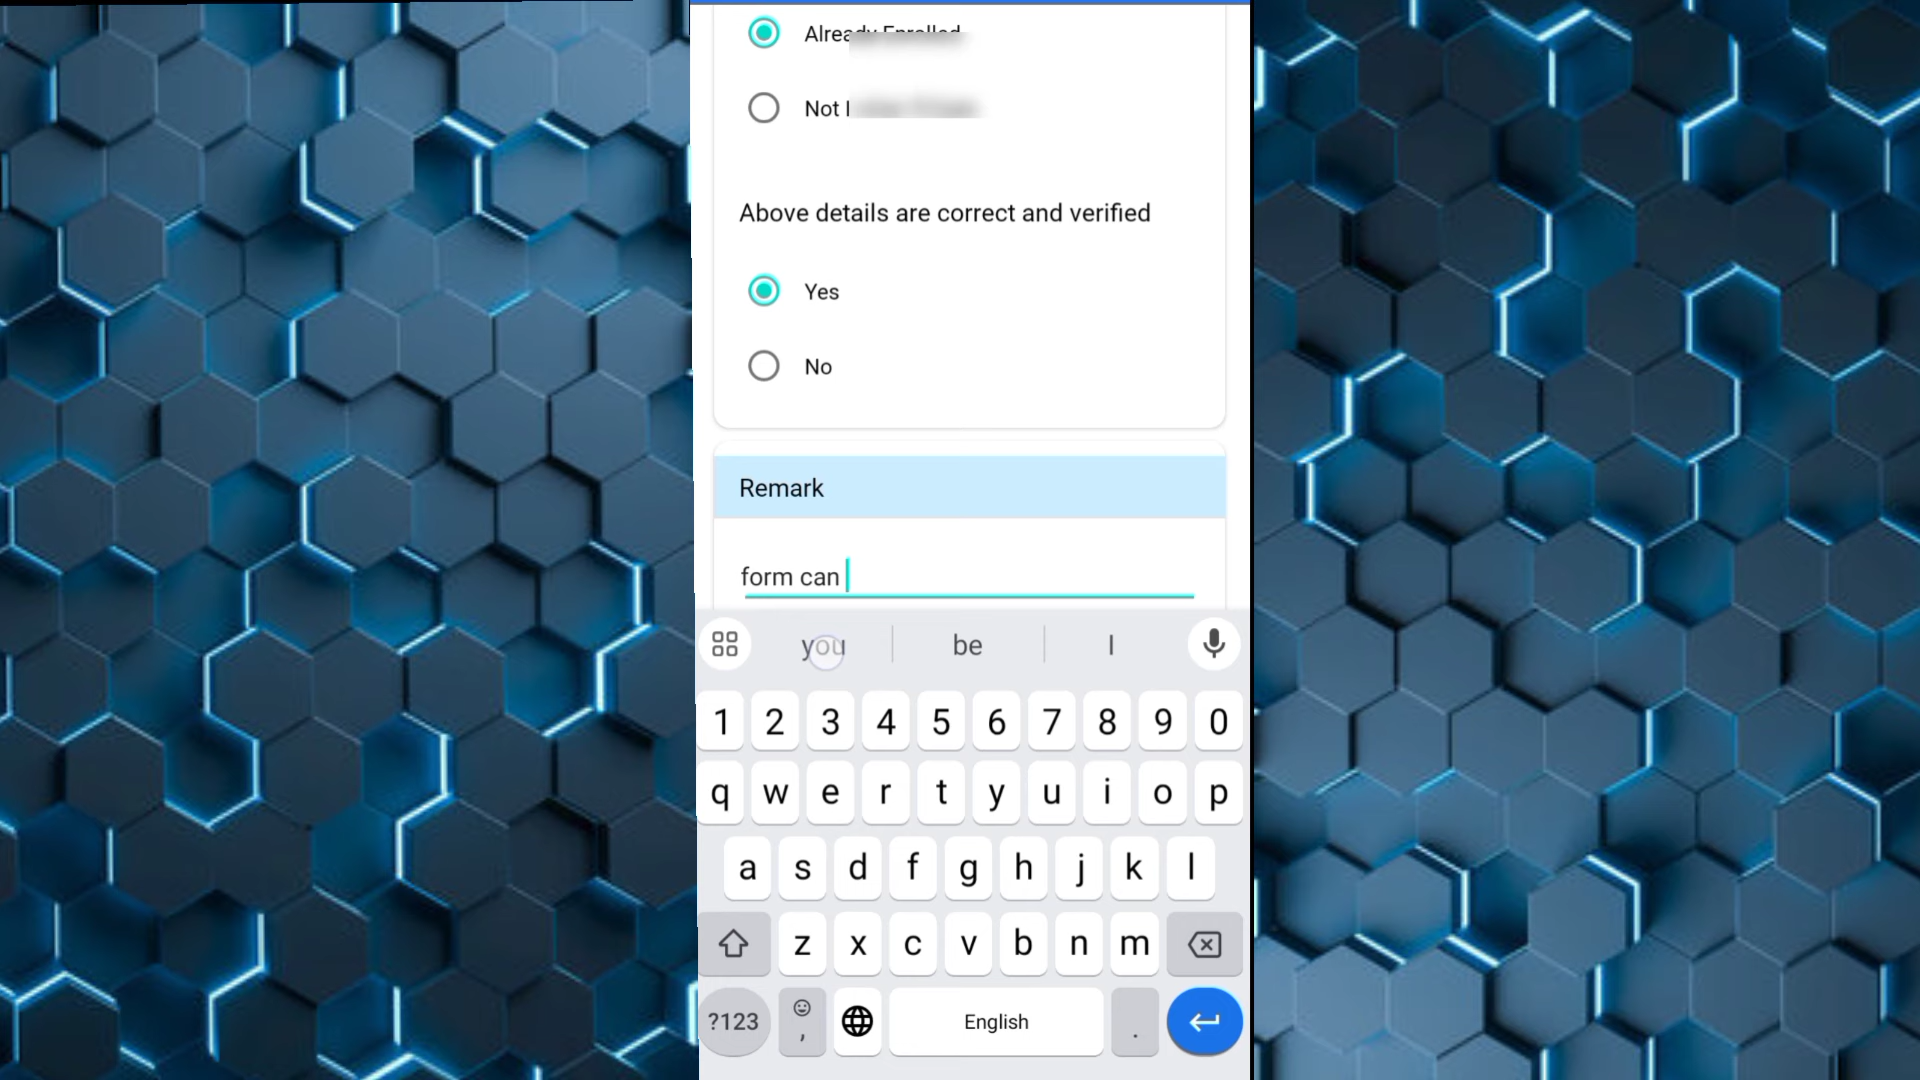 Already Enrolled
Not
Above details are correct and verified
Yes
No
Remark
form can
you be I
1 2 3 4 5 6 7 8 9 0
q w e r t y u i o p
a s d f g h j k l
z x c v b n m
?123 , English .